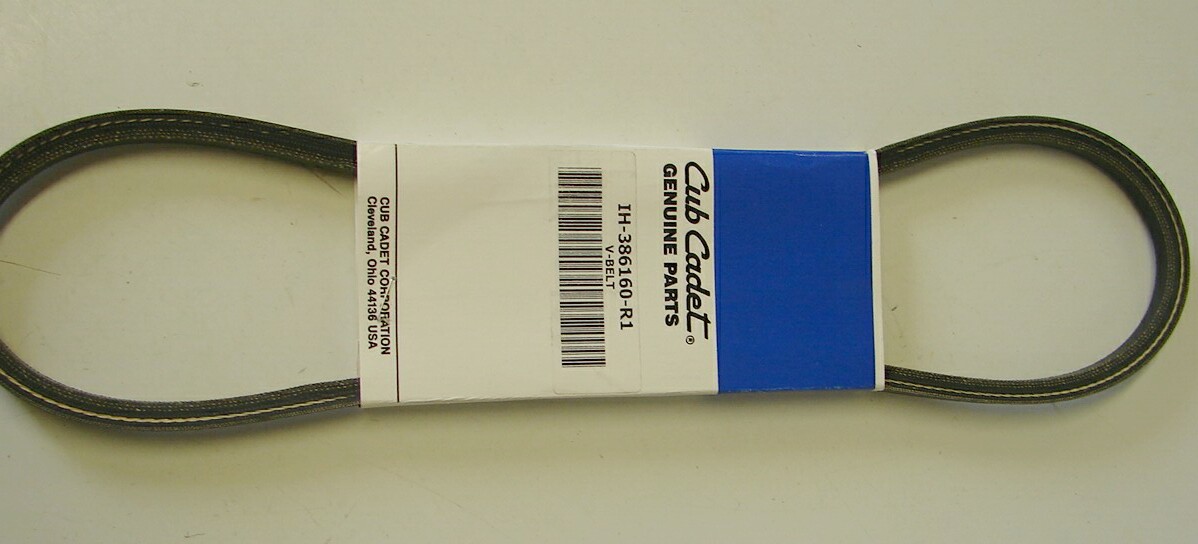 Cub Cadet®
GENUINE PARTS
IH-386160-R1
V-BELT
CUB CADET CORPORATION
Cleveland, Ohio 44136 USA